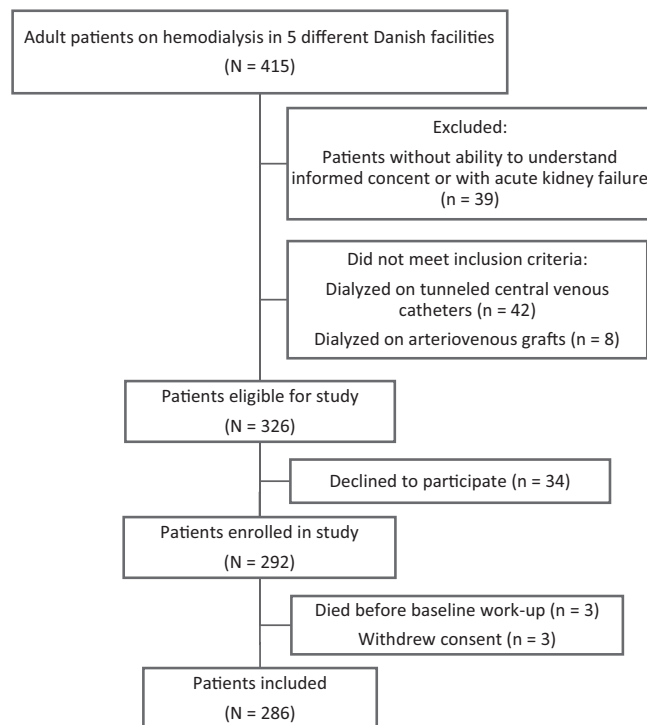 Adult patients on hemodialysis in 5 different Danish facilities
(N = 415)
Excluded:
Patients without ability to understand
informed concent or with acute kidney failure
(n = 39)
Did not meet inclusion criteria:
Dialyzed on tunneled central venous
catheters (n = 42)
Dialyzed on arteriovenous grafts (n = 8)
Patients eligible for study
(N = 326)
Declined to participate (n = 34)
Patients enrolled in study
(N = 292)
Died before baseline work-up (n = 3)
Withdrew consent (n = 3)
Patients included
(N = 286)